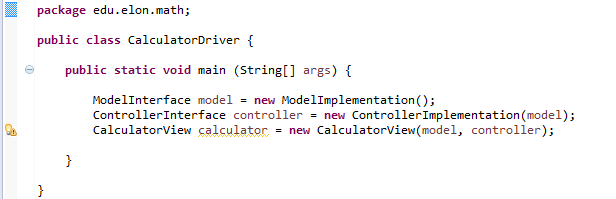 package edu.elon.math;
public class CalculatorDriver {
public static void main (String[] args) {
ModelInterface model = new ModelImplementation();
ControllerInterface controller = new ControllerImplementation(model);
CalculatorView calculator = new CalculatorView(model, controller);
}
}